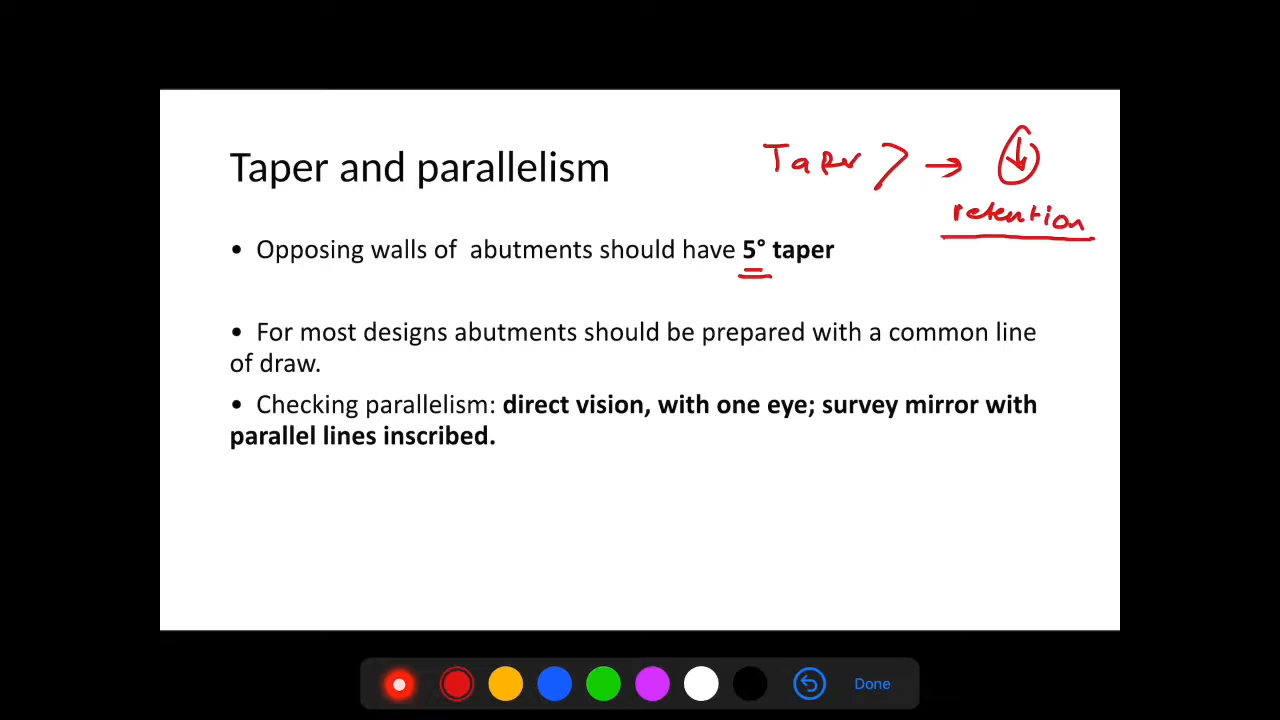 Taper and parallelism
Taper > → ↓
retention
• Opposing walls of abutments should have 5° taper
• For most designs abutments should be prepared with a common line
of draw.
• Checking parallelism: direct vision, with one eye; survey mirror with
parallel lines inscribed.
Done